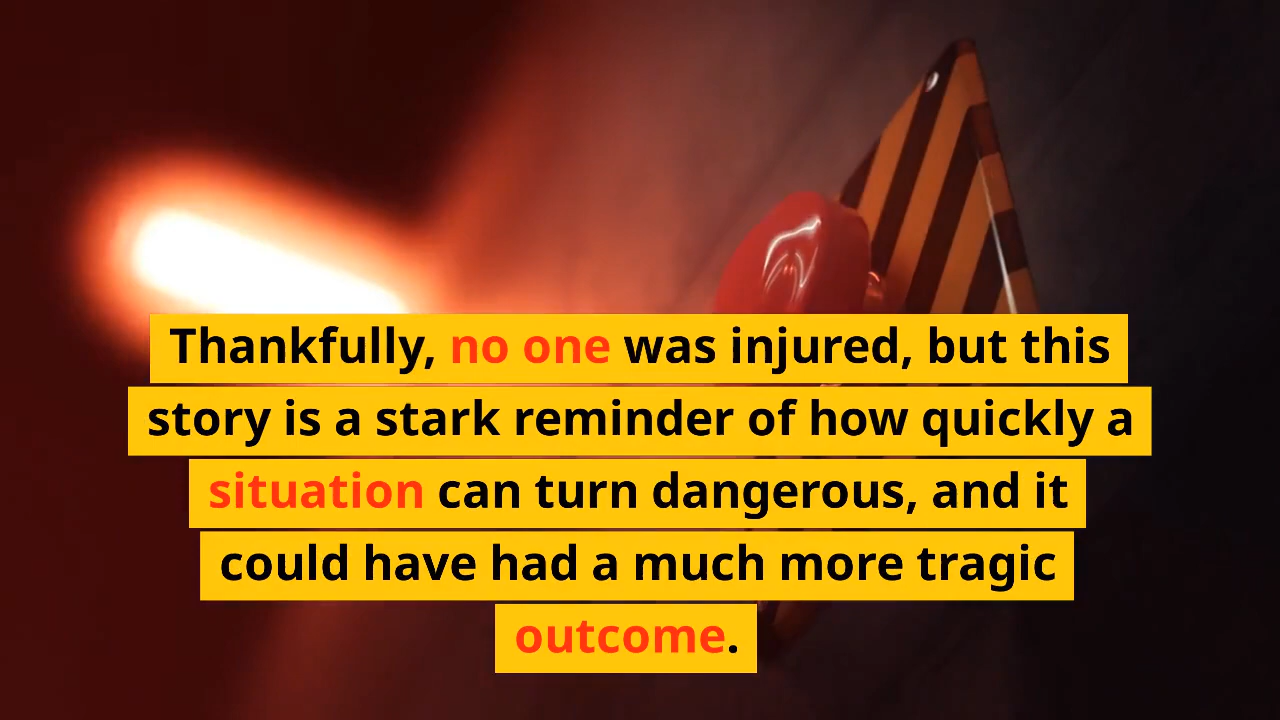 Thankfully, no one was injured, but this
story is a stark reminder of how quickly a
situation can turn dangerous, and it
could have had a much more tragic
outcome.